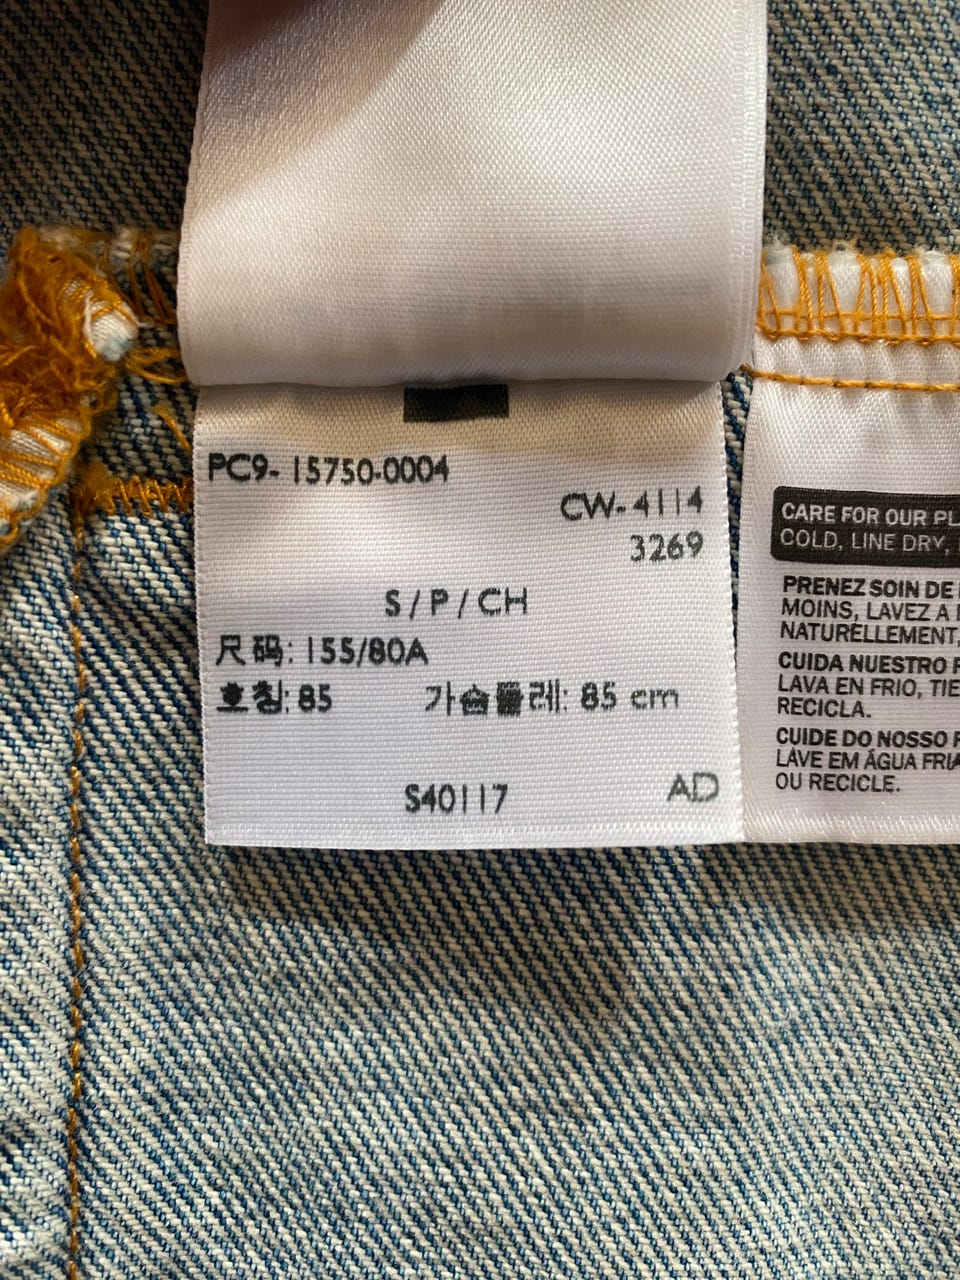 PC9-15750-0004
CW-4114
3269
S/P/CH
尺码: 155/80A
호칭: 85 가슴둘레: 85 cm
S40117 AD
CARE FOR OUR PL
COLD, LINE DRY,
PRENEZ SOIN DE
MOINS, LAVEZ A
NATURELLEMENT,
CUIDA NUESTRO P
LAVA EN FRIO, TIE
RECICLA.
CUIDE DO NOSSO P
LAVE EM ÁGUA FRIA
OU RECICLE.